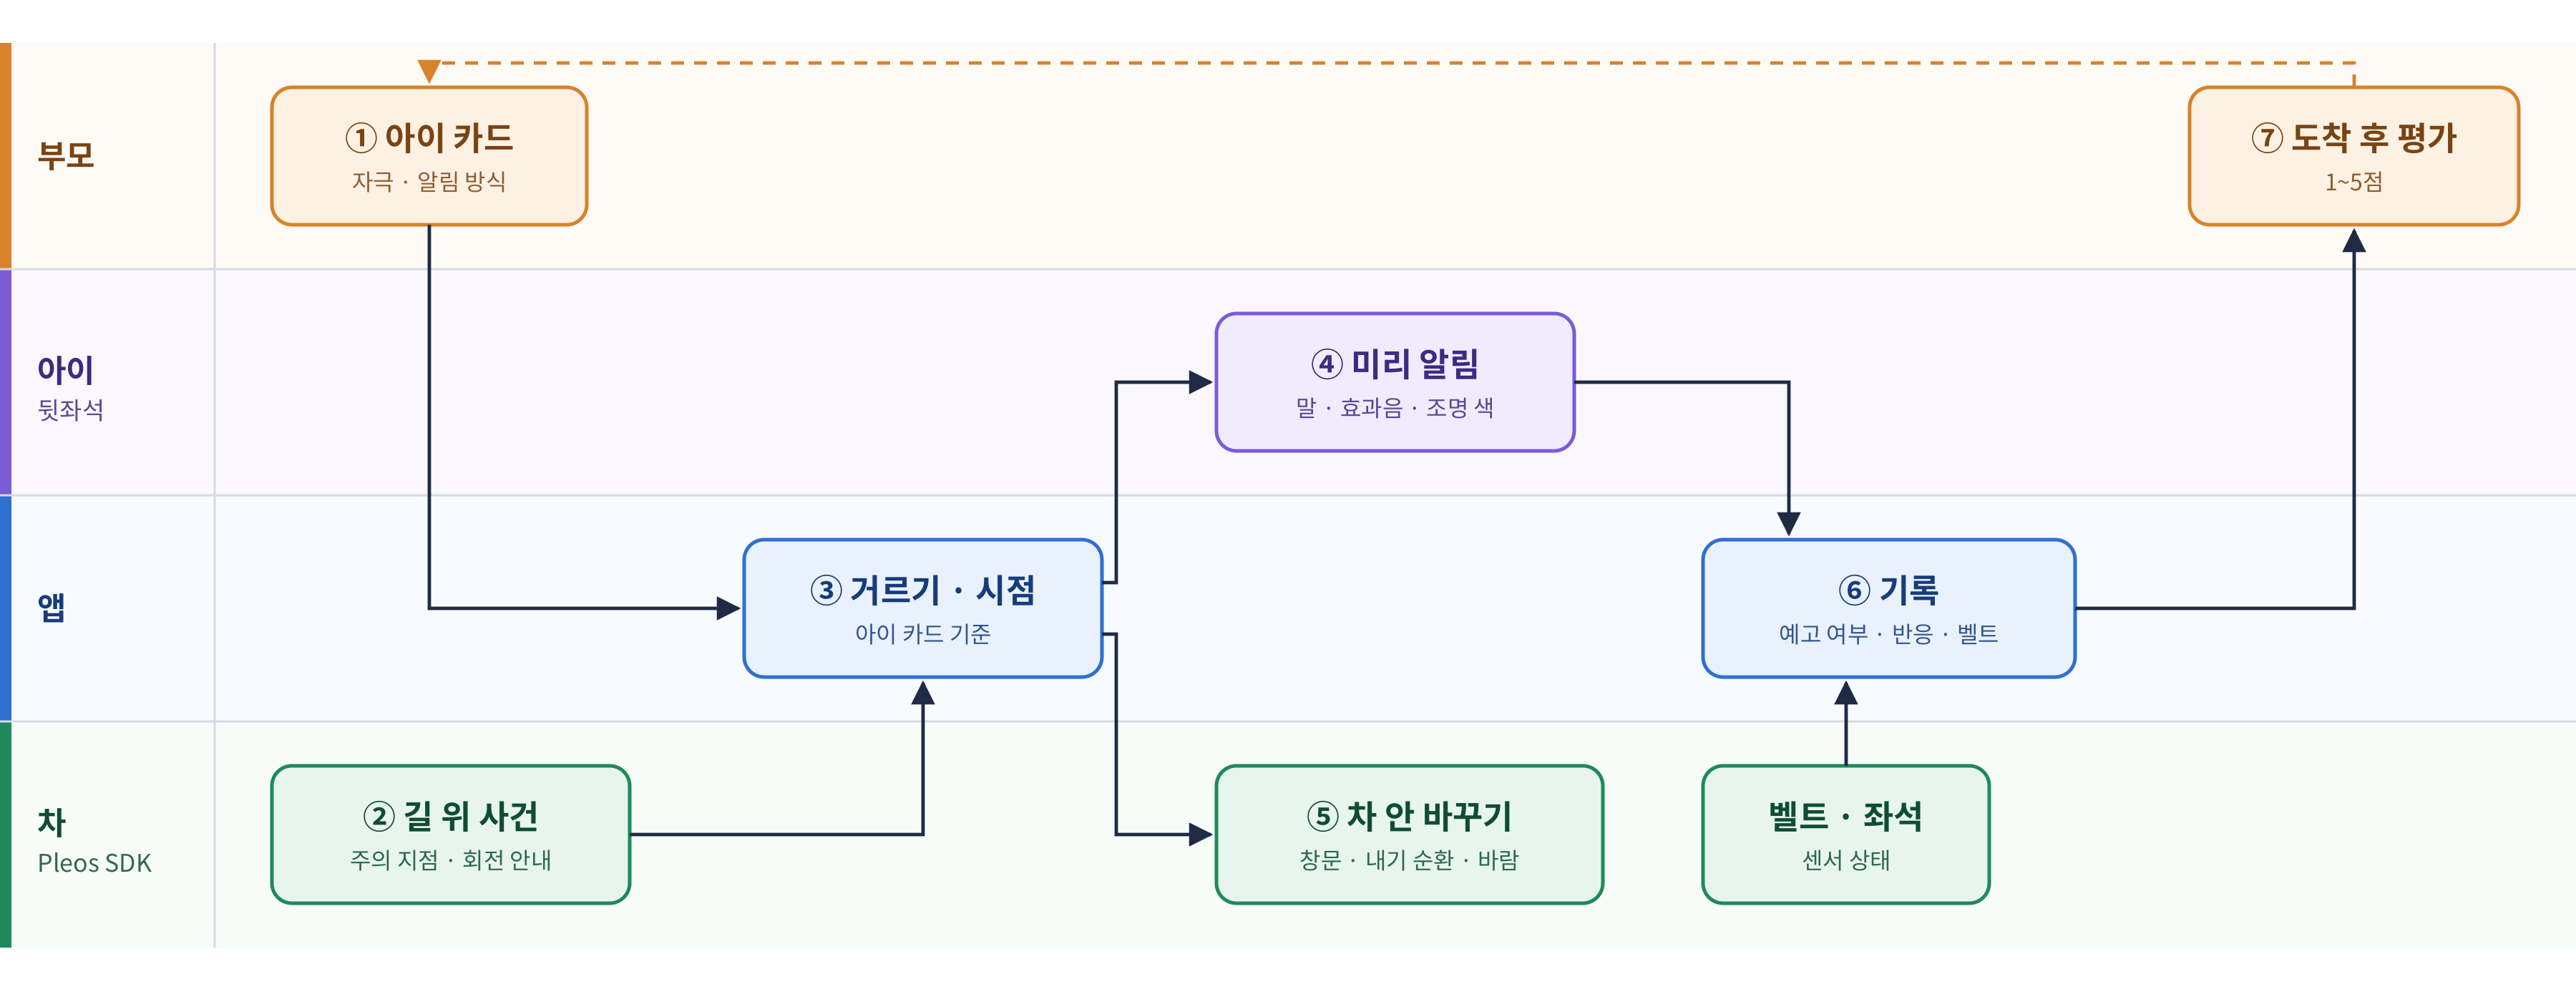 부모
① 아이 카드
자극 · 알림 방식
⑦ 도착 후 평가
1~5점
아이
뒷좌석
④ 미리 알림
말 · 효과음 · 조명 색
앱
③ 거르기 · 시점
아이 카드 기준
⑥ 기록
예고 여부 · 반응 · 벨트
차
Pleos SDK
② 길 위 사건
주의 지점 · 회전 안내
⑤ 차 안 바꾸기
창문 · 내기 순환 · 바람
벨트 · 좌석
센서 상태